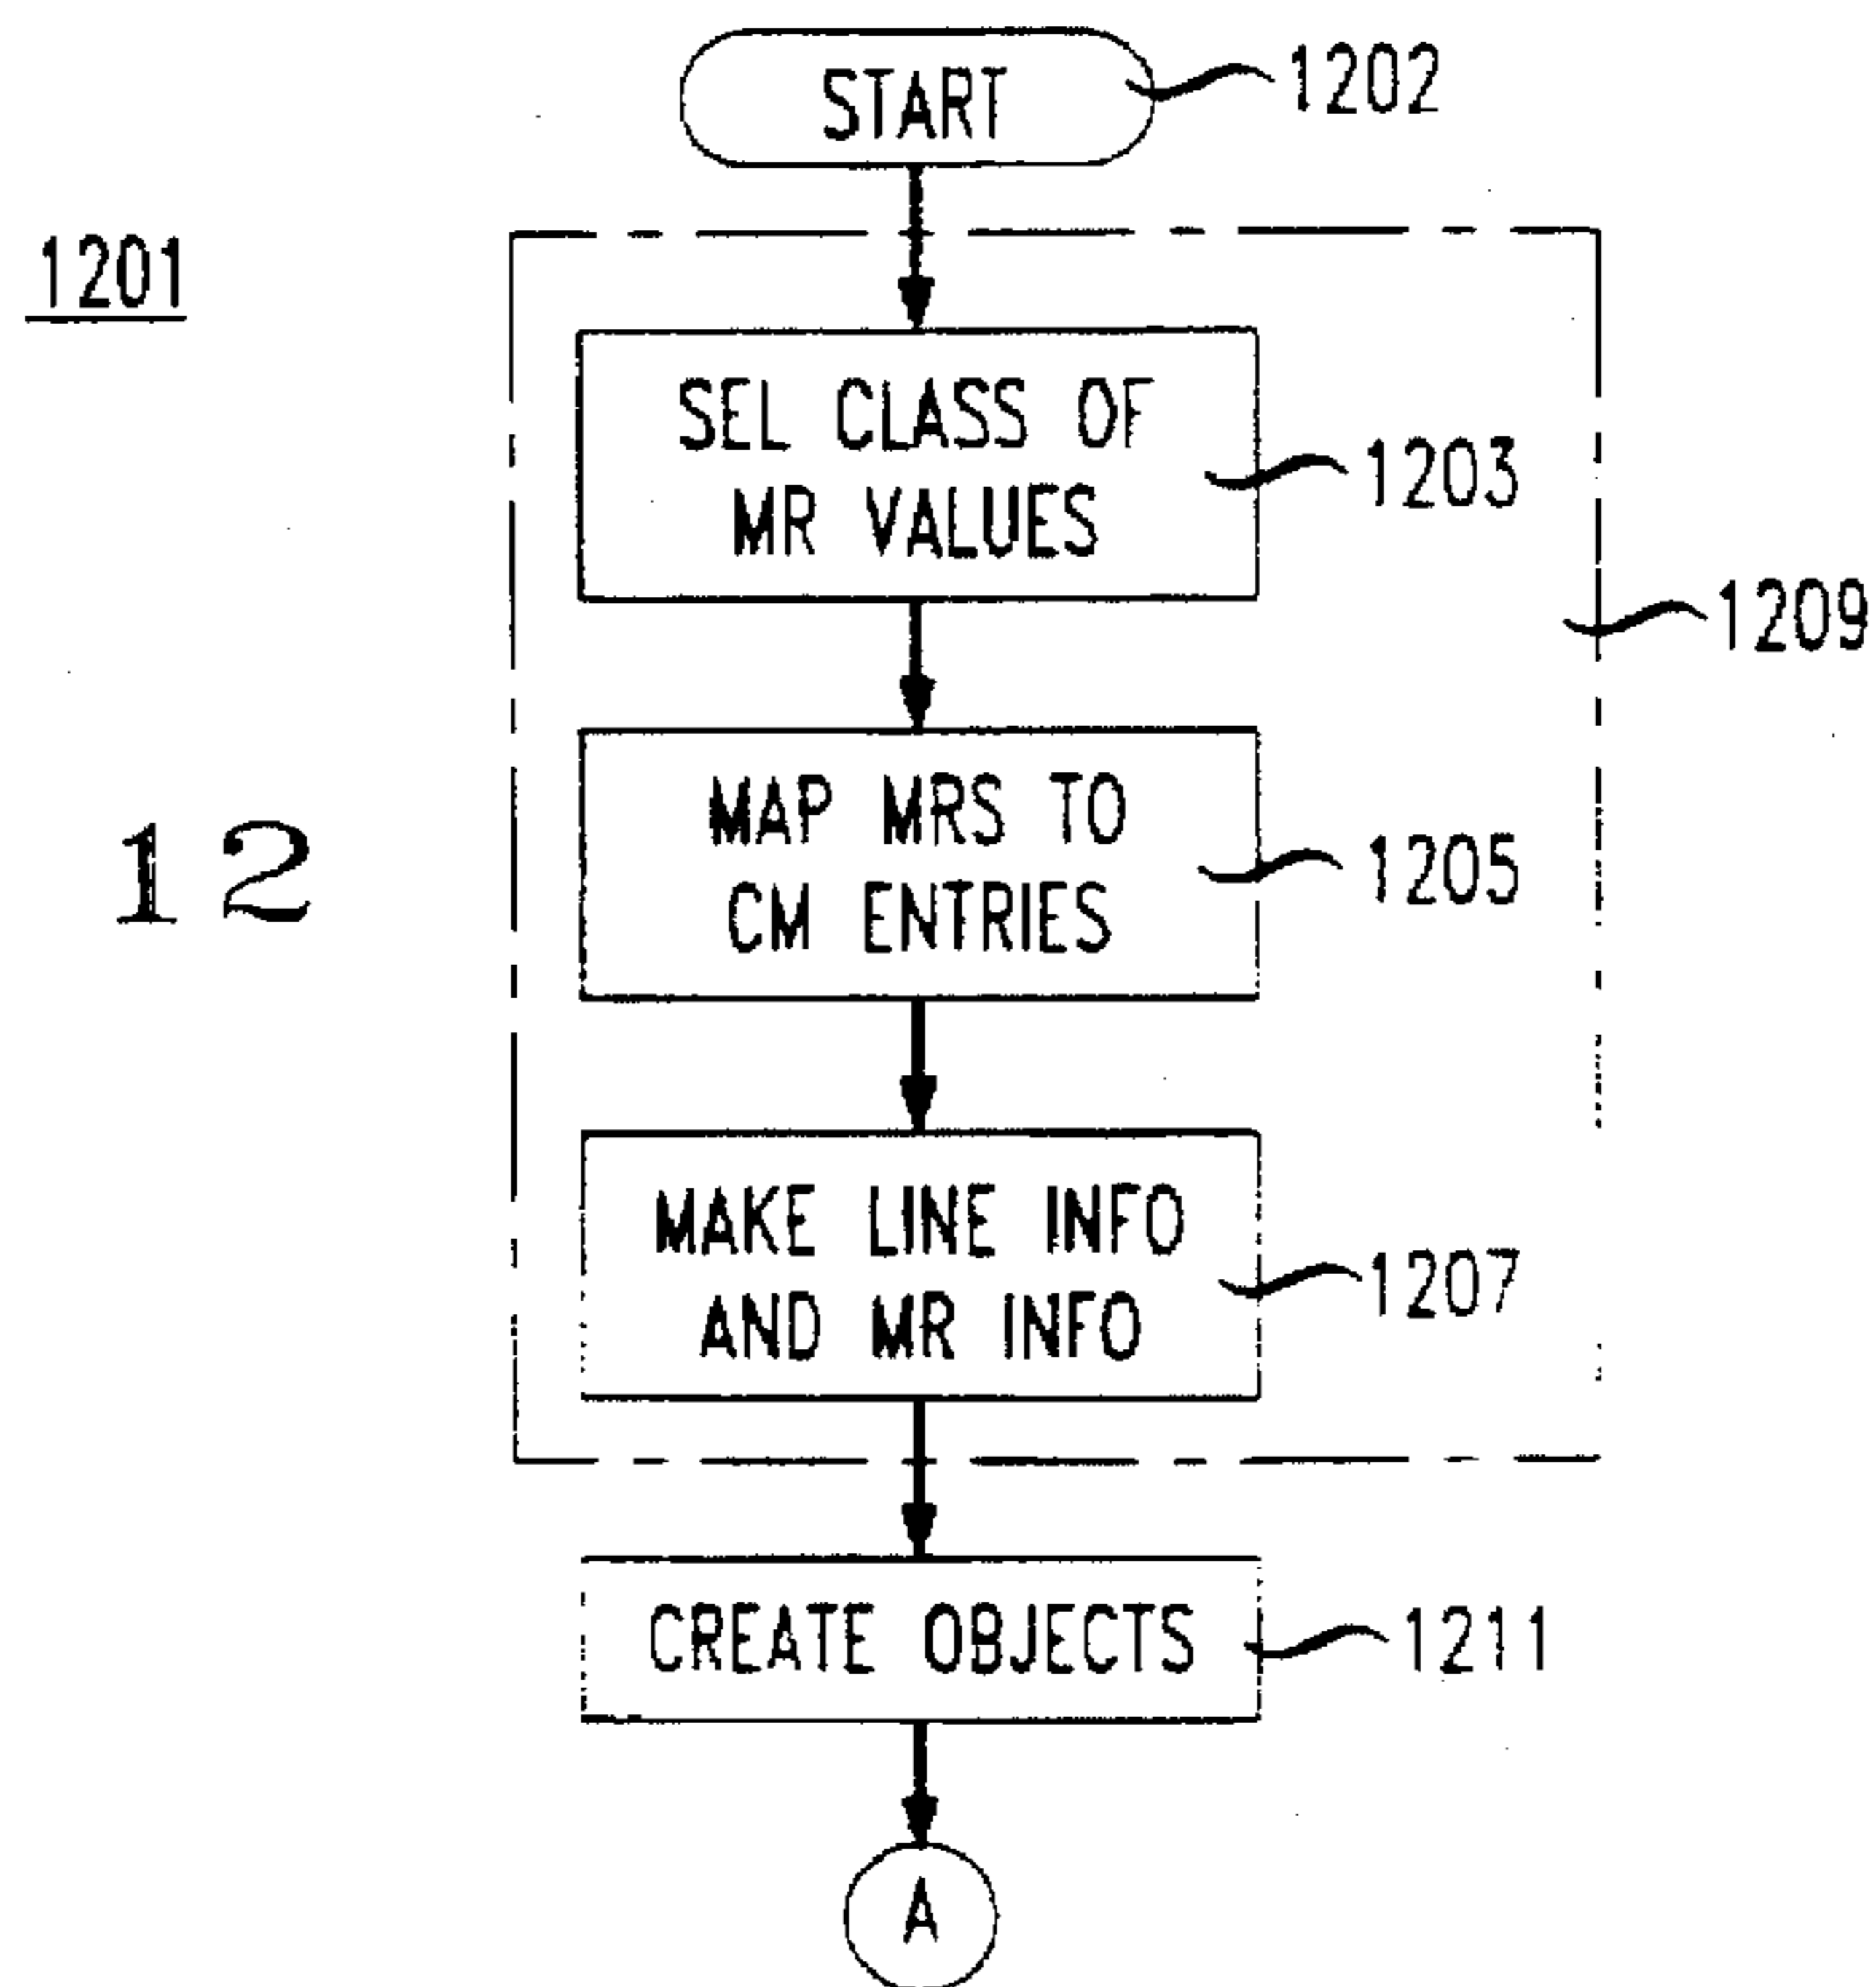 START
1202
1201
SEL CLASS OF
MR VALUES
1203
1209
MAP MRS TO
CM ENTRIES
1205
12
MAKE LINE INFO
AND MR INFO
1207
CREATE OBJECTS
1211
A